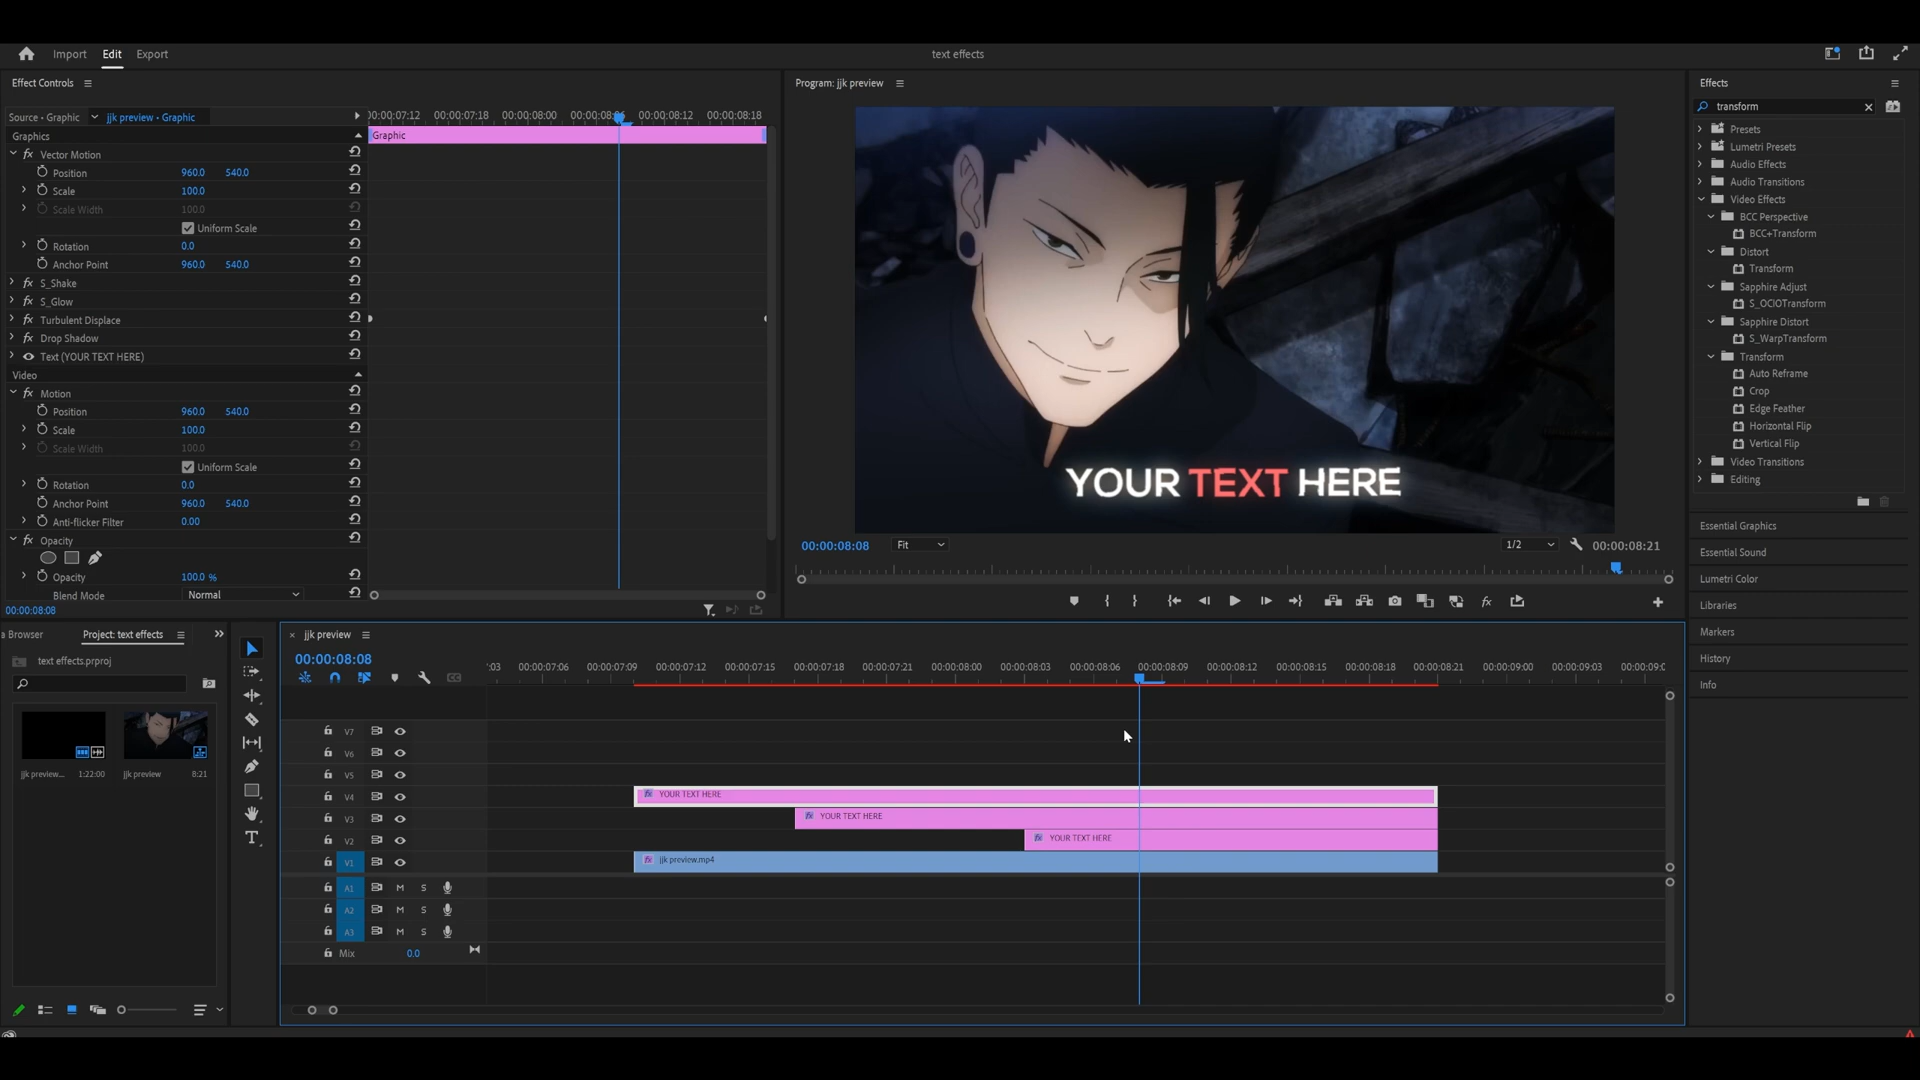 Import Edit Export text effects
Effect Controls
Source • Graphic jjk preview • Graphic
00:00:07:12 00:00:07:18 00:00:08:00 00:00:08:12 00:00:08:18
Graphics
Graphic
Vector Motion
Position 960.0 540.0
Scale 100.0
Scale Width 100.0
Uniform Scale
Rotation 0.0
Anchor Point 960.0 540.0
fx S_Shake
fx S_Glow
fx Turbulent Displace
fx Drop Shadow
Text (YOUR TEXT HERE)
Video
fx Motion
Position 960.0 540.0
Scale 100.0
Scale Width 100.0
Uniform Scale
Rotation 0.0
Anchor Point 960.0 540.0
Anti-flicker Filter 0.00
fx Opacity
Opacity 100.0 %
Blend Mode Normal
00:00:08:08
Program: jjk preview
YOUR TEXT HERE
00:00:08:08 Fit 1/2 00:00:08:21
Effects
transform
Presets
Lumetri Presets
Audio Effects
Audio Transitions
Video Effects
BCC Perspective
BCC+Transform
Distort
Transform
Sapphire Adjust
S_OCIOTransform
Sapphire Distort
S_WarpTransform
Transform
Auto Reframe
Crop
Edge Feather
Horizontal Flip
Vertical Flip
Video Transitions
Editing
Essential Graphics
Essential Sound
Lumetri Color
Libraries
Markers
History
Info
a Browser Project: text effects
text effects.prproj
jjk preview... 1:22:00 jjk preview 8:21
jjk preview
00:00:08:08
:03 00:00:07:06 00:00:07:09 00:00:07:12 00:00:07:15 00:00:07:18 00:00:07:21 00:00:08:00 00:00:08:03 00:00:08:06 00:00:08:09 00:00:08:12 00:00:08:15 00:00:08:18 00:00:08:21 00:00:09:00 00:00:09:03
V7
V6
V5
V4 fx YOUR TEXT HERE
V3 fx YOUR TEXT HERE
V2 fx YOUR TEXT HERE
V1 fx jjk preview.mp4
A1 M S
A2 M S
A3 M S
Mix 0.0